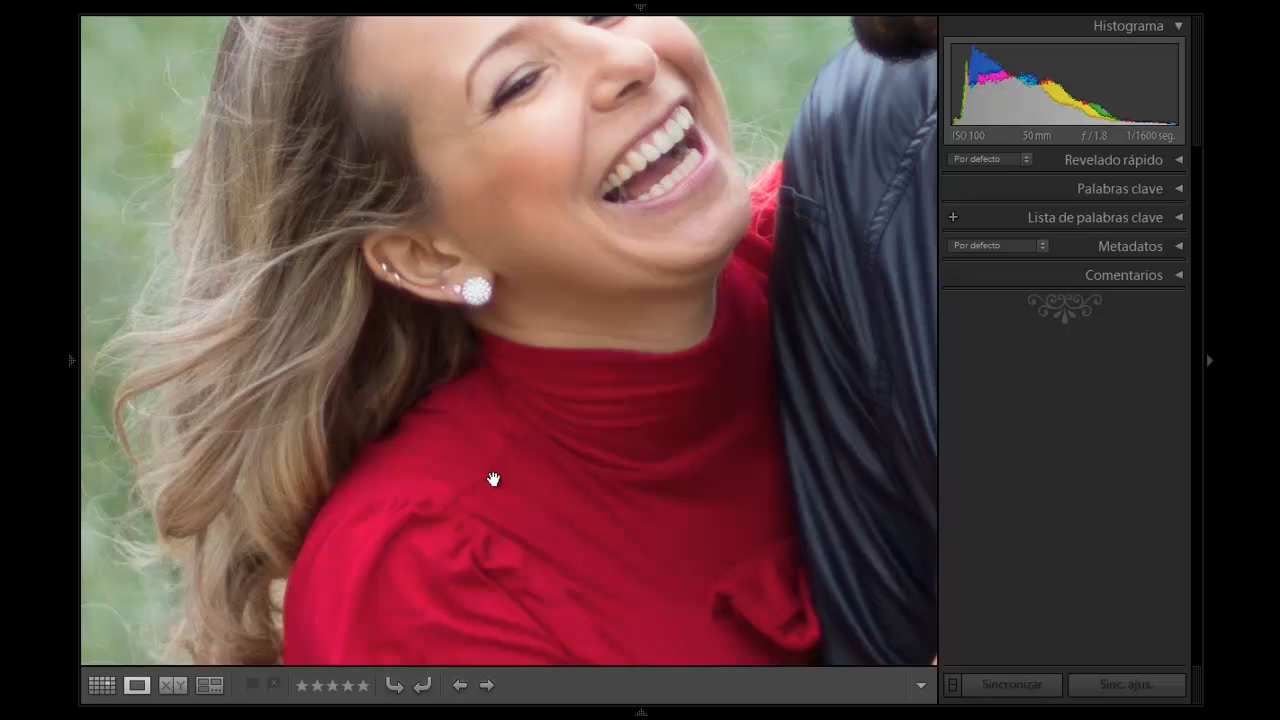 Histograma
ISO 100 50 mm ƒ / 1.8 1/1600 seg.
Por defecto Revelado rápido
Palabras clave
+ Lista de palabras clave
Por defecto Metadatos
Comentarios
XY
Sincronizar Sinc. ajus.